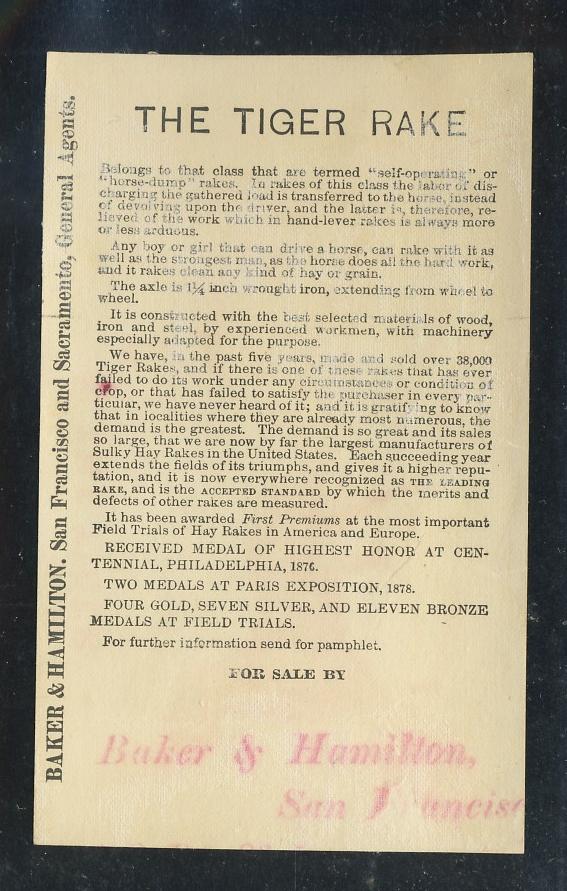 THE TIGER RAKE
Belongs to that class that are termed "self-operating" or
"horse-dump" rakes. In rakes of this class the labor of dis-
charging the gathered load is transferred to the horse, instead
of devolving upon the driver, and the latter is, therefore, re-
lieved of the work which in hand-lever rakes is always more
or less arduous.
Any boy or girl that can drive a horse, can rake with it as
well as the strongest man, as the horse does all the hard work,
and it rakes clean any kind of hay or grain.
The axle is 1¼ inch wrought iron, extending from wheel to
wheel.
It is constructed with the best selected materials of wood,
iron and steel, by experienced workmen, with machinery
especially adapted for the purpose.
We have, in the past five years, made and sold over 38,000
Tiger Rakes, and if there is one of these rakes that has ever
failed to do its work under any circumstances or condition of
crop, or that has failed to satisfy the purchaser in every par-
ticular, we have never heard of it; and it is gratifying to know
that in localities where they are already most numerous, the
demand is the greatest. The demand is so great and its sales
so large, that we are now by far the largest manufacturers of
Sulky Hay Rakes in the United States. Each succeeding year
extends the fields of its triumphs, and gives it a higher repu-
tation, and it is now everywhere recognized as THE LEADING
RAKE, and is the ACCEPTED STANDARD by which the merits and
defects of other rakes are measured.
It has been awarded First Premiums at the most important
Field Trials of Hay Rakes in America and Europe.
RECEIVED MEDAL OF HIGHEST HONOR AT CEN-
TENNIAL, PHILADELPHIA, 1876.
TWO MEDALS AT PARIS EXPOSITION, 1878.
FOUR GOLD, SEVEN SILVER, AND ELEVEN BRONZE
MEDALS AT FIELD TRIALS.
For further information send for pamphlet.
FOR SALE BY
Baker & Hamilton,
San Francisc
BAKER & HAMILTON. San Francisco and Sacramento, General Agents.